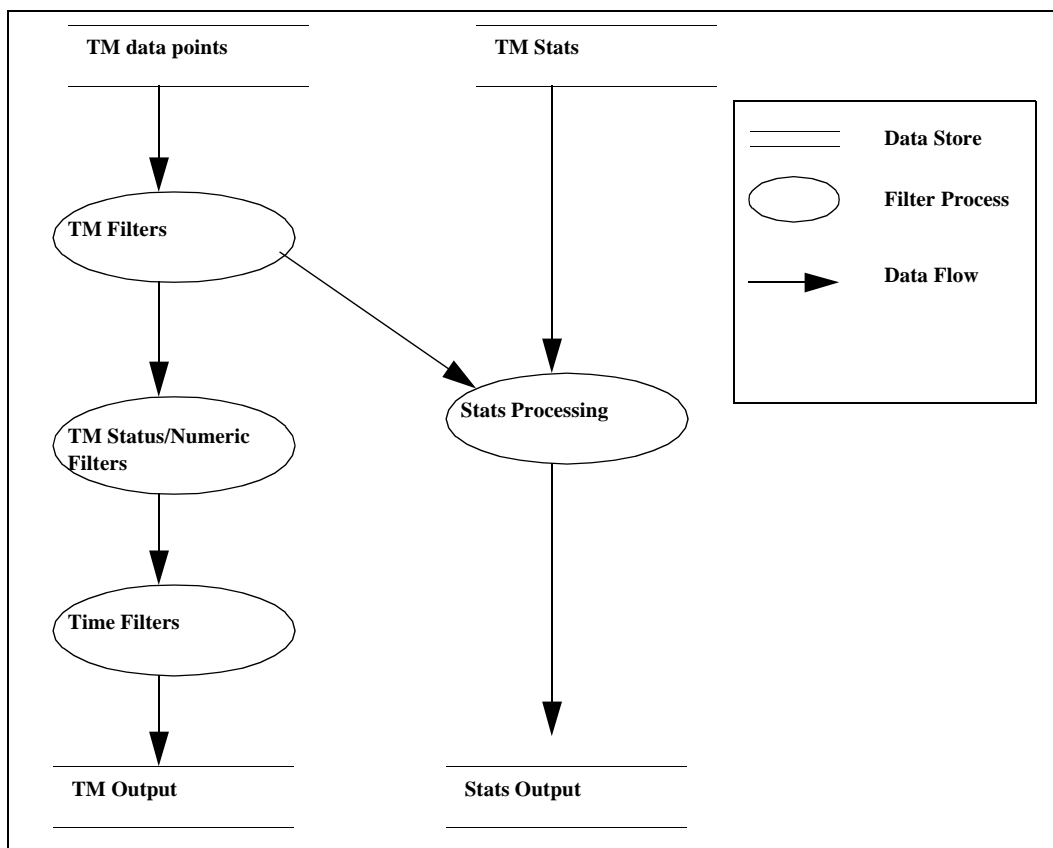 TM data points
TM Stats
Data Store
Filter Process
Data Flow
TM Filters
Stats Processing
TM Status/Numeric
Filters
Time Filters
TM Output
Stats Output